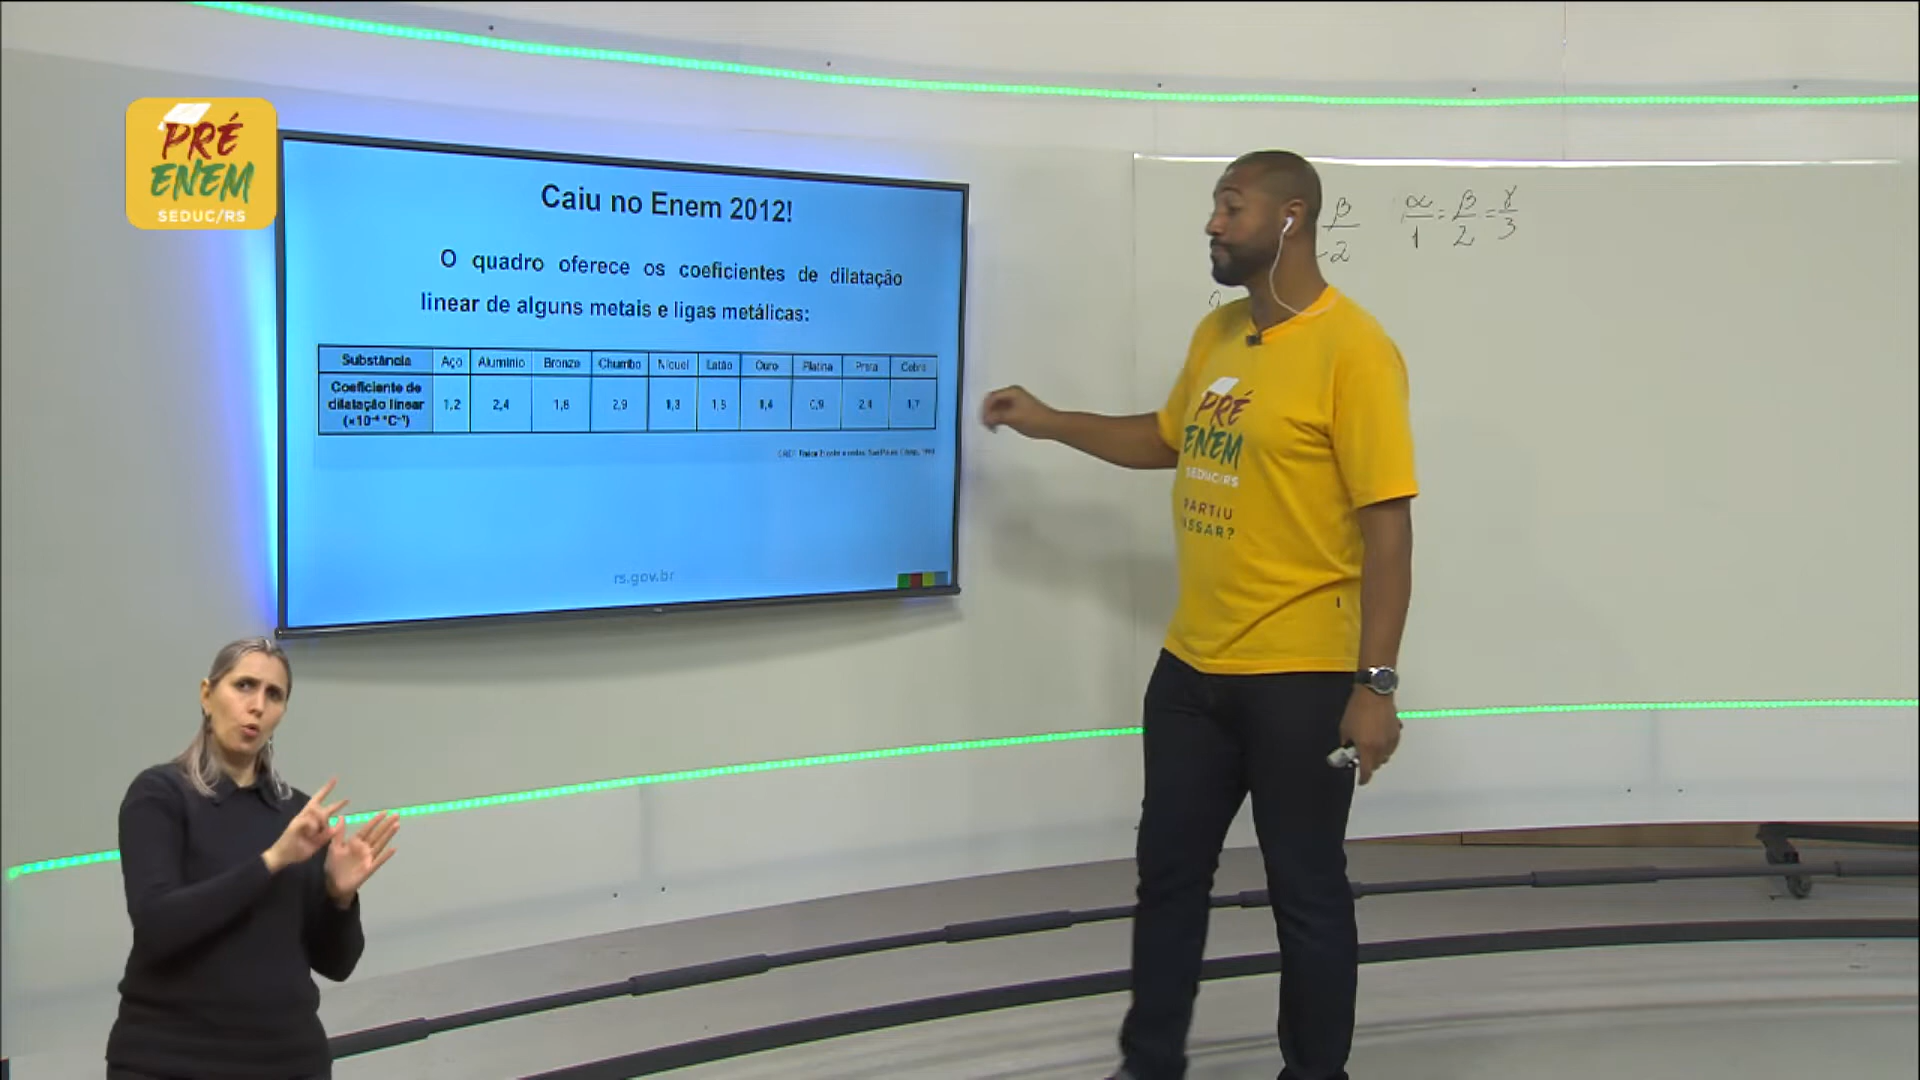 PRÉ
ENEM
SEDUC/RS
Caiu no Enem 2012!
O quadro oferece os coeficientes de dilatação
linear de alguns metais e ligas metálicas:
Substância Aço Alumínio Bronze Chumbo Níquel Latão Ouro Platina Prata Cobre
Coeficiente de
dilatação linear
1,2 2,4 1,8 2,9 1,3 1,8 1,4 0,9 2,4 1,7
rs.gov.br
β/2 α/1 = β/2 = γ/3
PRÉ
ENEM
SEDUC/RS
PARTIU